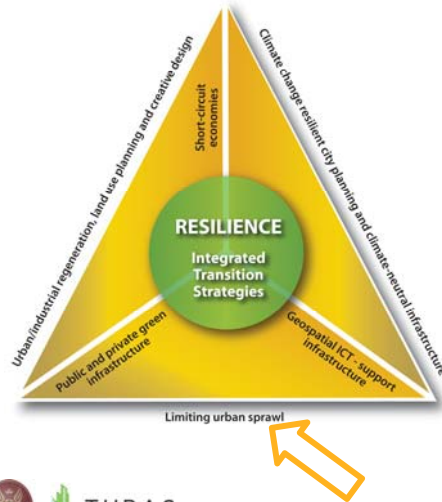 Urban/industrial regeneration, land use planning and creative design
Climate change resilient city planning and climate-neutral infrastructure
Short-circuit
economies
RESILIENCE
Integrated
Transition
Strategies
Public and private green
infrastructure
Geospatial ICT - support
infrastructure
Limiting urban sprawl